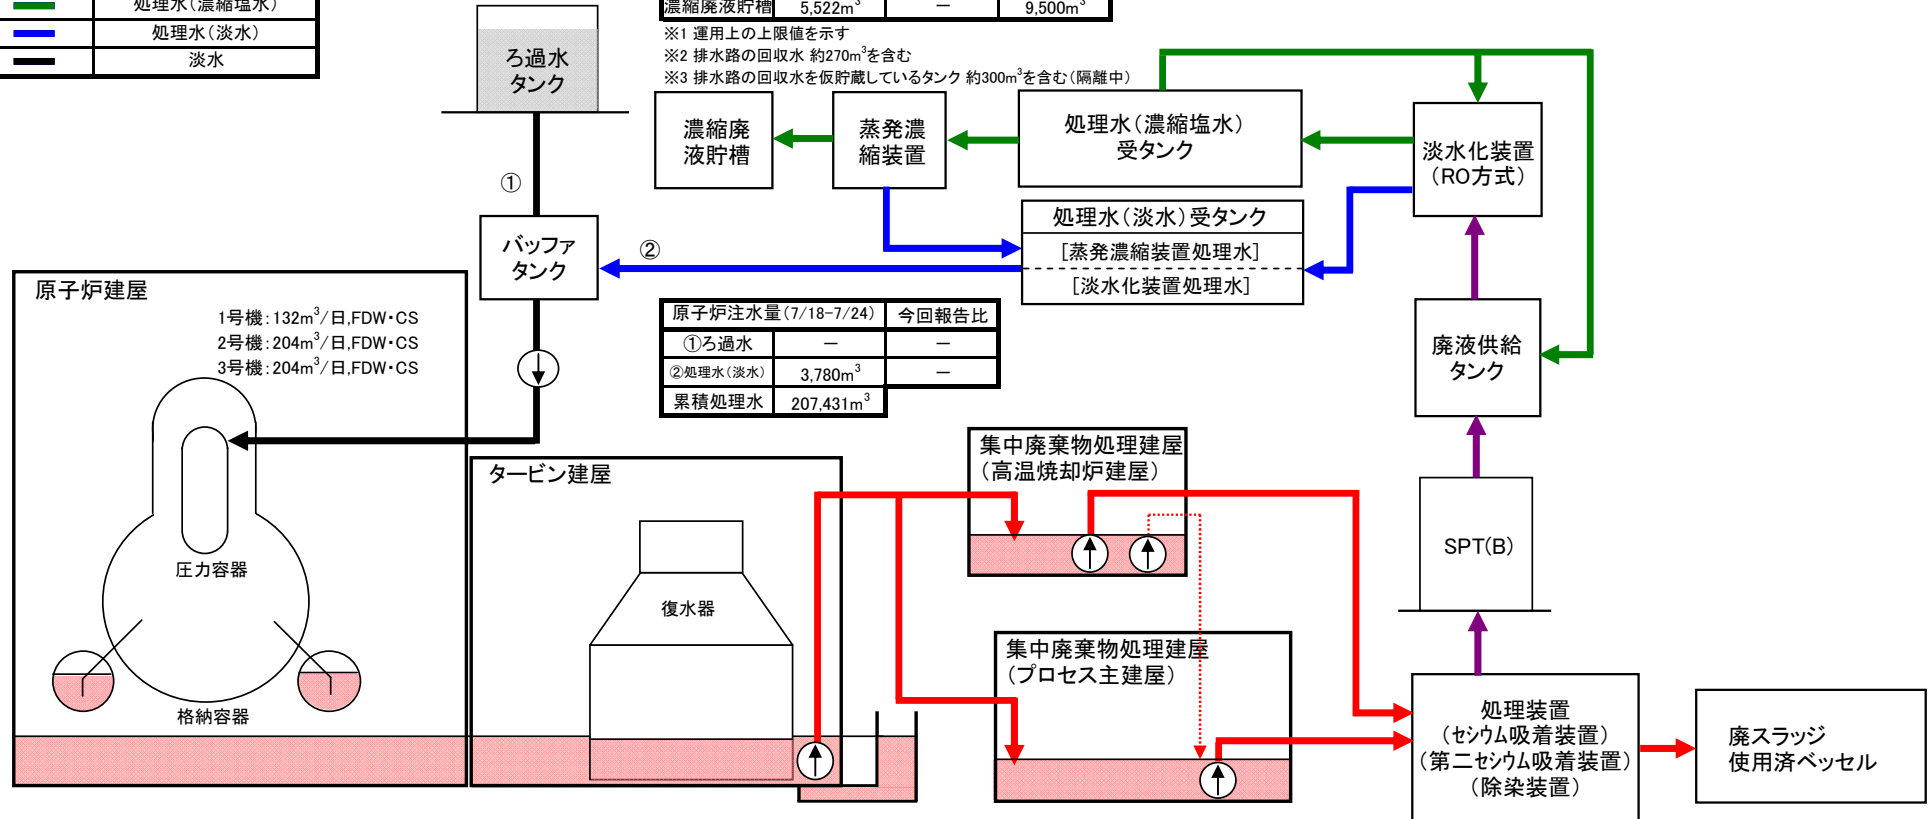 処理水(濃縮塩水)
処理水(淡水)
淡水
濃縮廃液貯槽 5,522m³ － 9,500m³
※1 運用上の上限値を示す
※2 排水路の回収水 約270m³を含む
※3 排水路の回収水を仮貯蔵しているタンク 約300m³を含む(隔離中)
ろ過水
タンク
濃縮廃
液貯槽
蒸発濃
縮装置
処理水(濃縮塩水)
受タンク
淡水化装置
(RO方式)
①
バッファ
タンク
②
処理水(淡水)受タンク
[蒸発濃縮装置処理水]
[淡水化装置処理水]
原子炉建屋
1号機:132m³/日,FDW・CS
2号機:204m³/日,FDW・CS
3号機:204m³/日,FDW・CS
原子炉注水量(7/18-7/24) 今回報告比
①ろ過水 － －
②処理水(淡水) 3,780m³ －
累積処理水 207,431m³
廃液供給
タンク
圧力容器
格納容器
タービン建屋
復水器
集中廃棄物処理建屋
(高温焼却炉建屋)
SPT(B)
集中廃棄物処理建屋
(プロセス主建屋)
処理装置
(セシウム吸着装置)
(第二セシウム吸着装置)
(除染装置)
廃スラッジ
使用済ベッセル